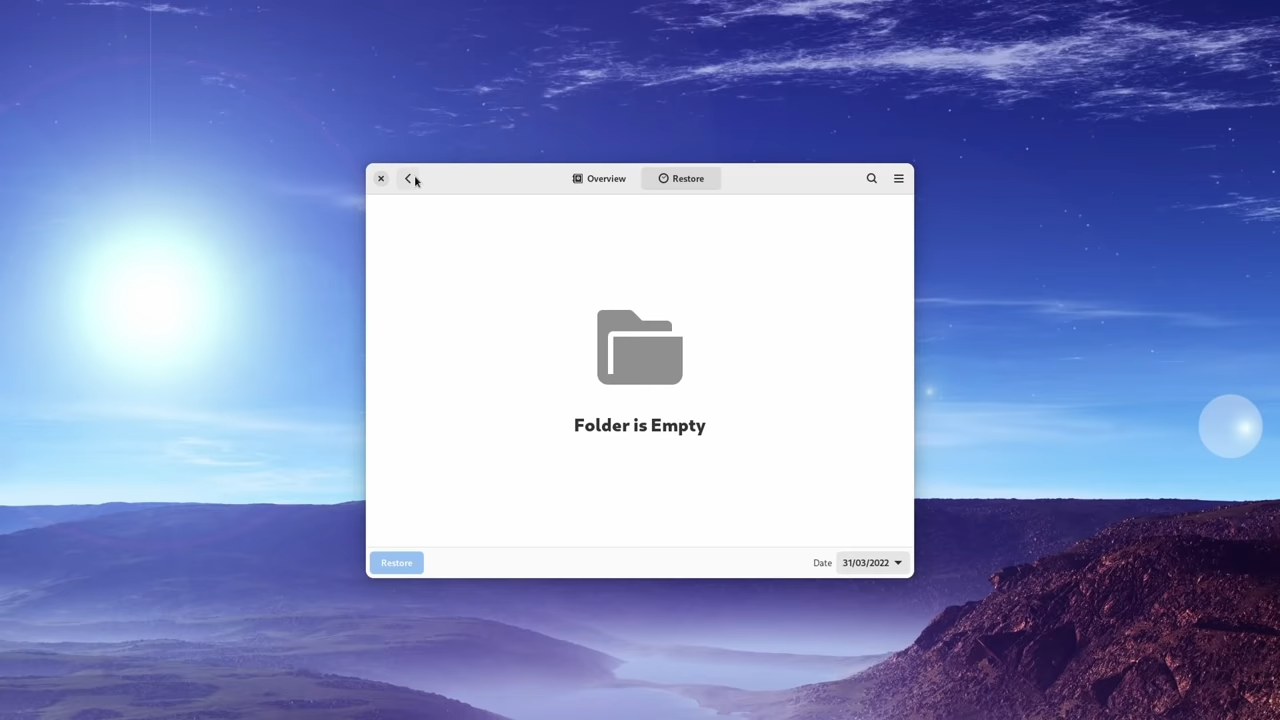 Overview
Restore
Folder is Empty
Restore
Date
31/03/2022